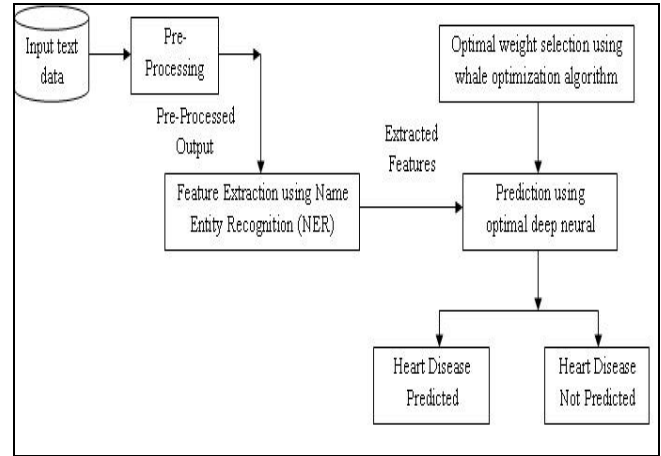 Input text
data
Pre-
Processing
Pre-Processed
Output
Feature Extraction using Name
Entity Recognition (NER)
Extracted
Features
Optimal weight selection using
whale optimization algorithm
Prediction using
optimal deep neural
Heart Disease
Predicted
Heart Disease
Not Predicted